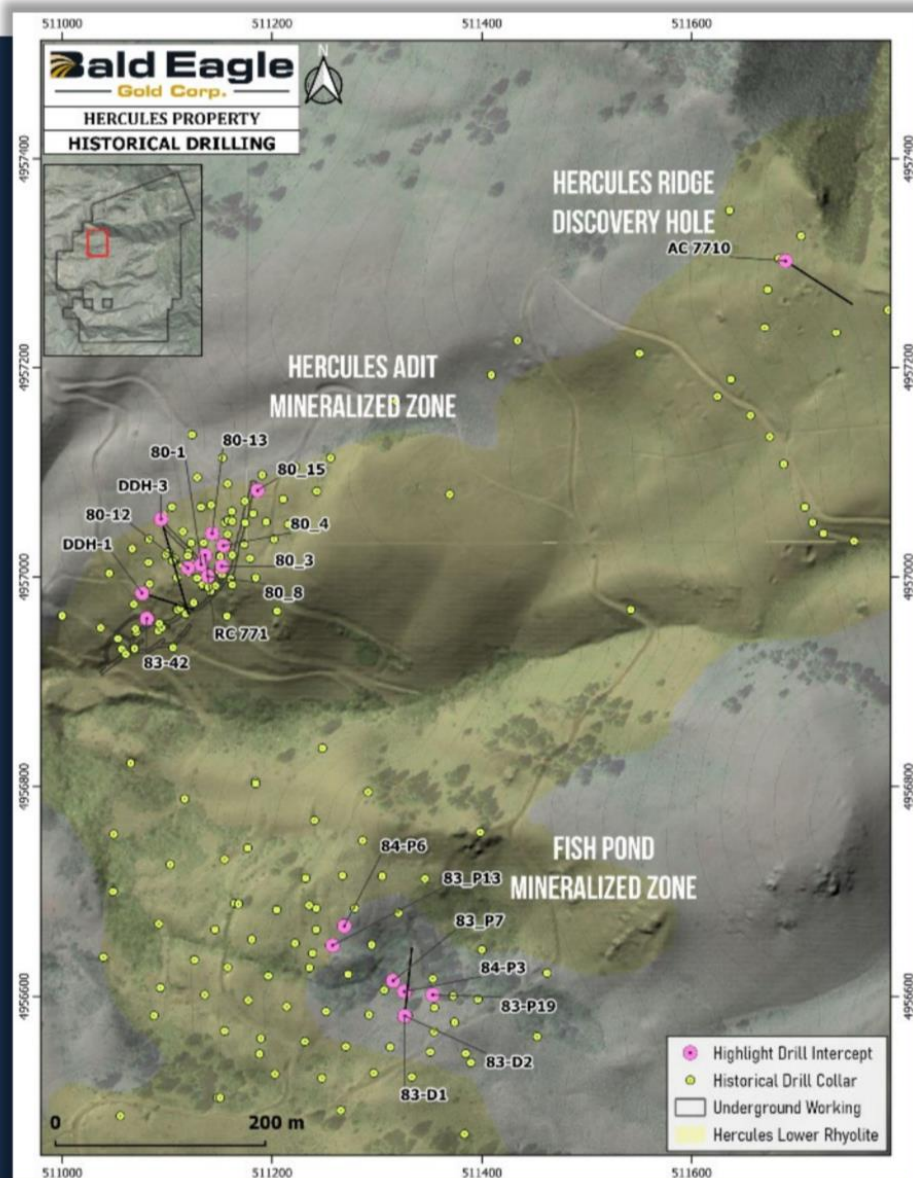 511000 511200 511400 511600
Bald Eagle
Gold Corp.
HERCULES PROPERTY
HISTORICAL DRILLING
N
4957400
4957400
HERCULES RIDGE
DISCOVERY HOLE
AC 7710
4957200
4957200
HERCULES ADIT
MINERALIZED ZONE
80-13
80-1
80_15
DDH-3
80-12
80_4
DDH-1
80_3
80_8
RC 771
83-42
4957000
4957000
4956800
4956800
FISH POND
MINERALIZED ZONE
84-P6
83_P13
83_P7
84-P3
83-P19
83-D2
83-D1
4956600
4956600
Highlight Drill Intercept
Historical Drill Collar
Underground Working
Hercules Lower Rhyolite
0 200 m
511000 511200 511400 511600